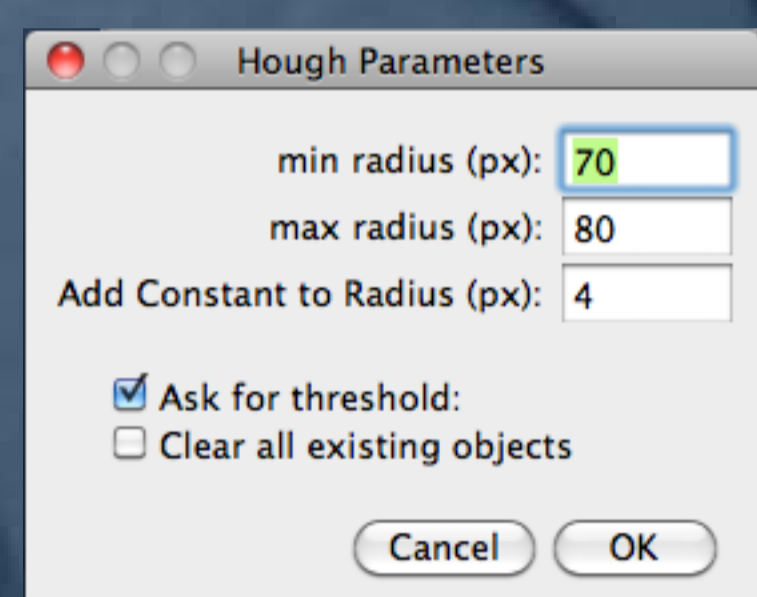 Hough Parameters
min radius (px): 70
max radius (px): 80
Add Constant to Radius (px): 4
Ask for threshold:
Clear all existing objects
Cancel OK